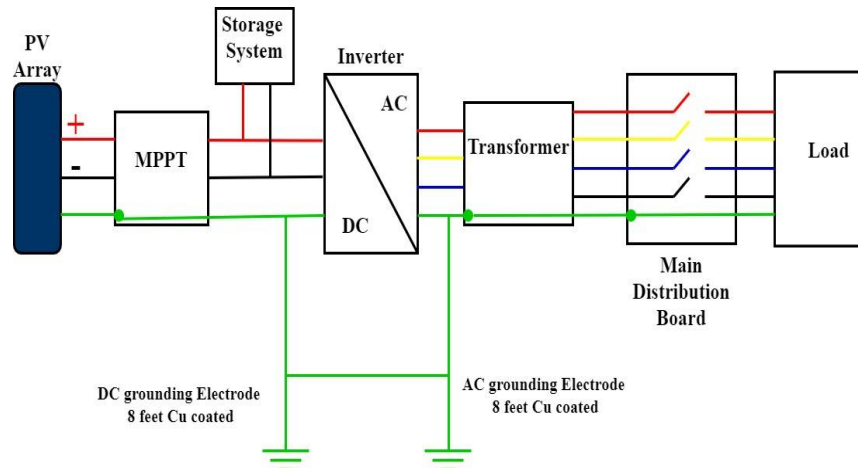 Storage
System
PV
Array
Inverter
+
-
MPPT
AC
DC
Transformer
Load
Main
Distribution
Board
DC grounding Electrode
8 feet Cu coated
AC grounding Electrode
8 feet Cu coated